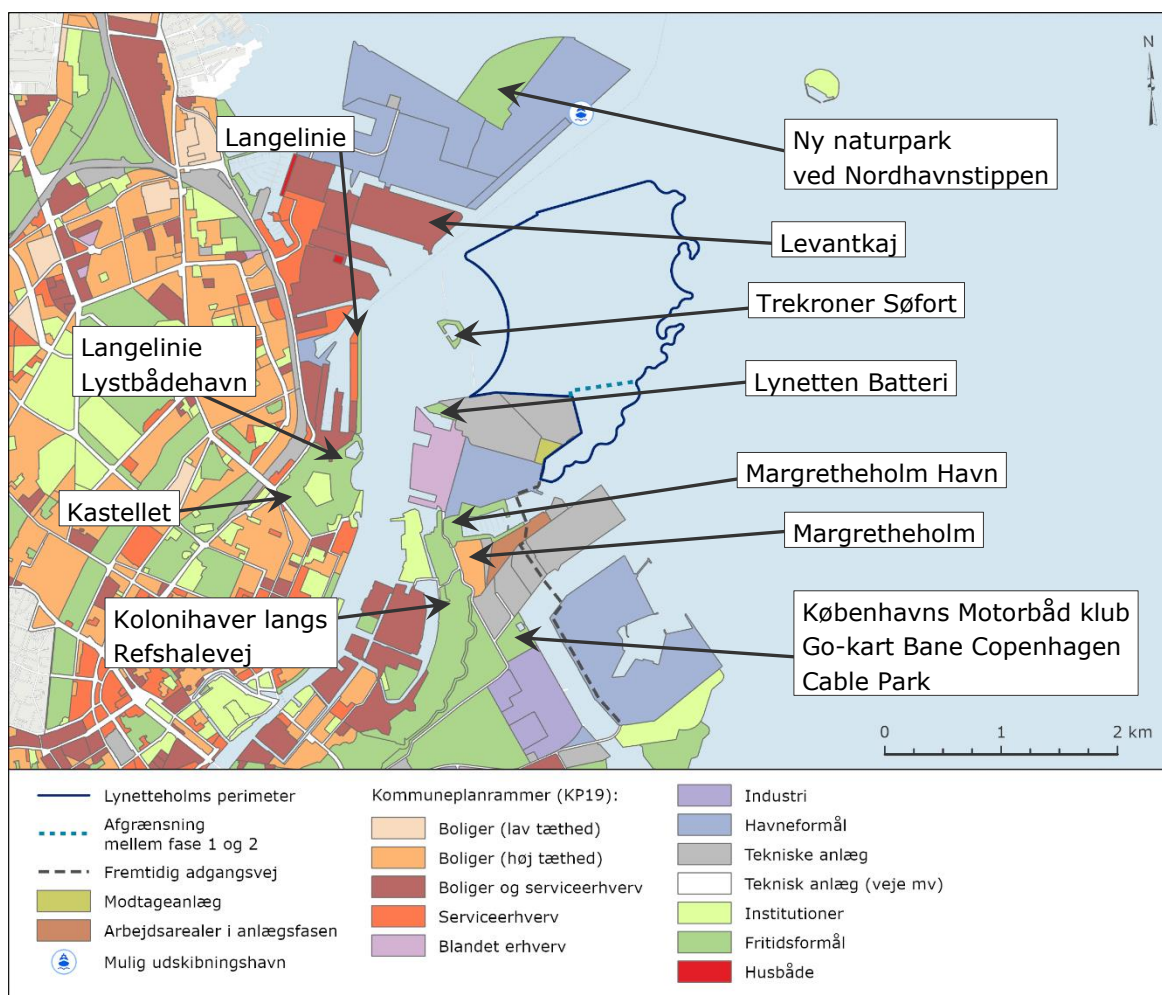 N
Langelinie
Ny naturpark
ved Nordhavnstippen
Levantkaj
Trekroner Søfort
Langelinie
Lystbådehavn
Lynetten Batteri
Margretheholm Havn
Kastellet
Margretheholm
Kolonihaver langs
Refshalevej
Københavns Motorbåd klub
Go-kart Bane Copenhagen
Cable Park
0 1 2 km
Lynetteholms perimeter
Afgrænsning
mellem fase 1 og 2
Fremtidig adgangsvej
Modtageanlæg
Arbejdsarealer i anlægsfasen
Mulig udskibningshavn
Kommuneplanrammer (KP19):
Boliger (lav tæthed)
Boliger (høj tæthed)
Boliger og serviceerhverv
Serviceerhverv
Blandet erhverv
Industri
Havneformål
Tekniske anlæg
Teknisk anlæg (veje mv)
Institutioner
Fritidsformål
Husbåde